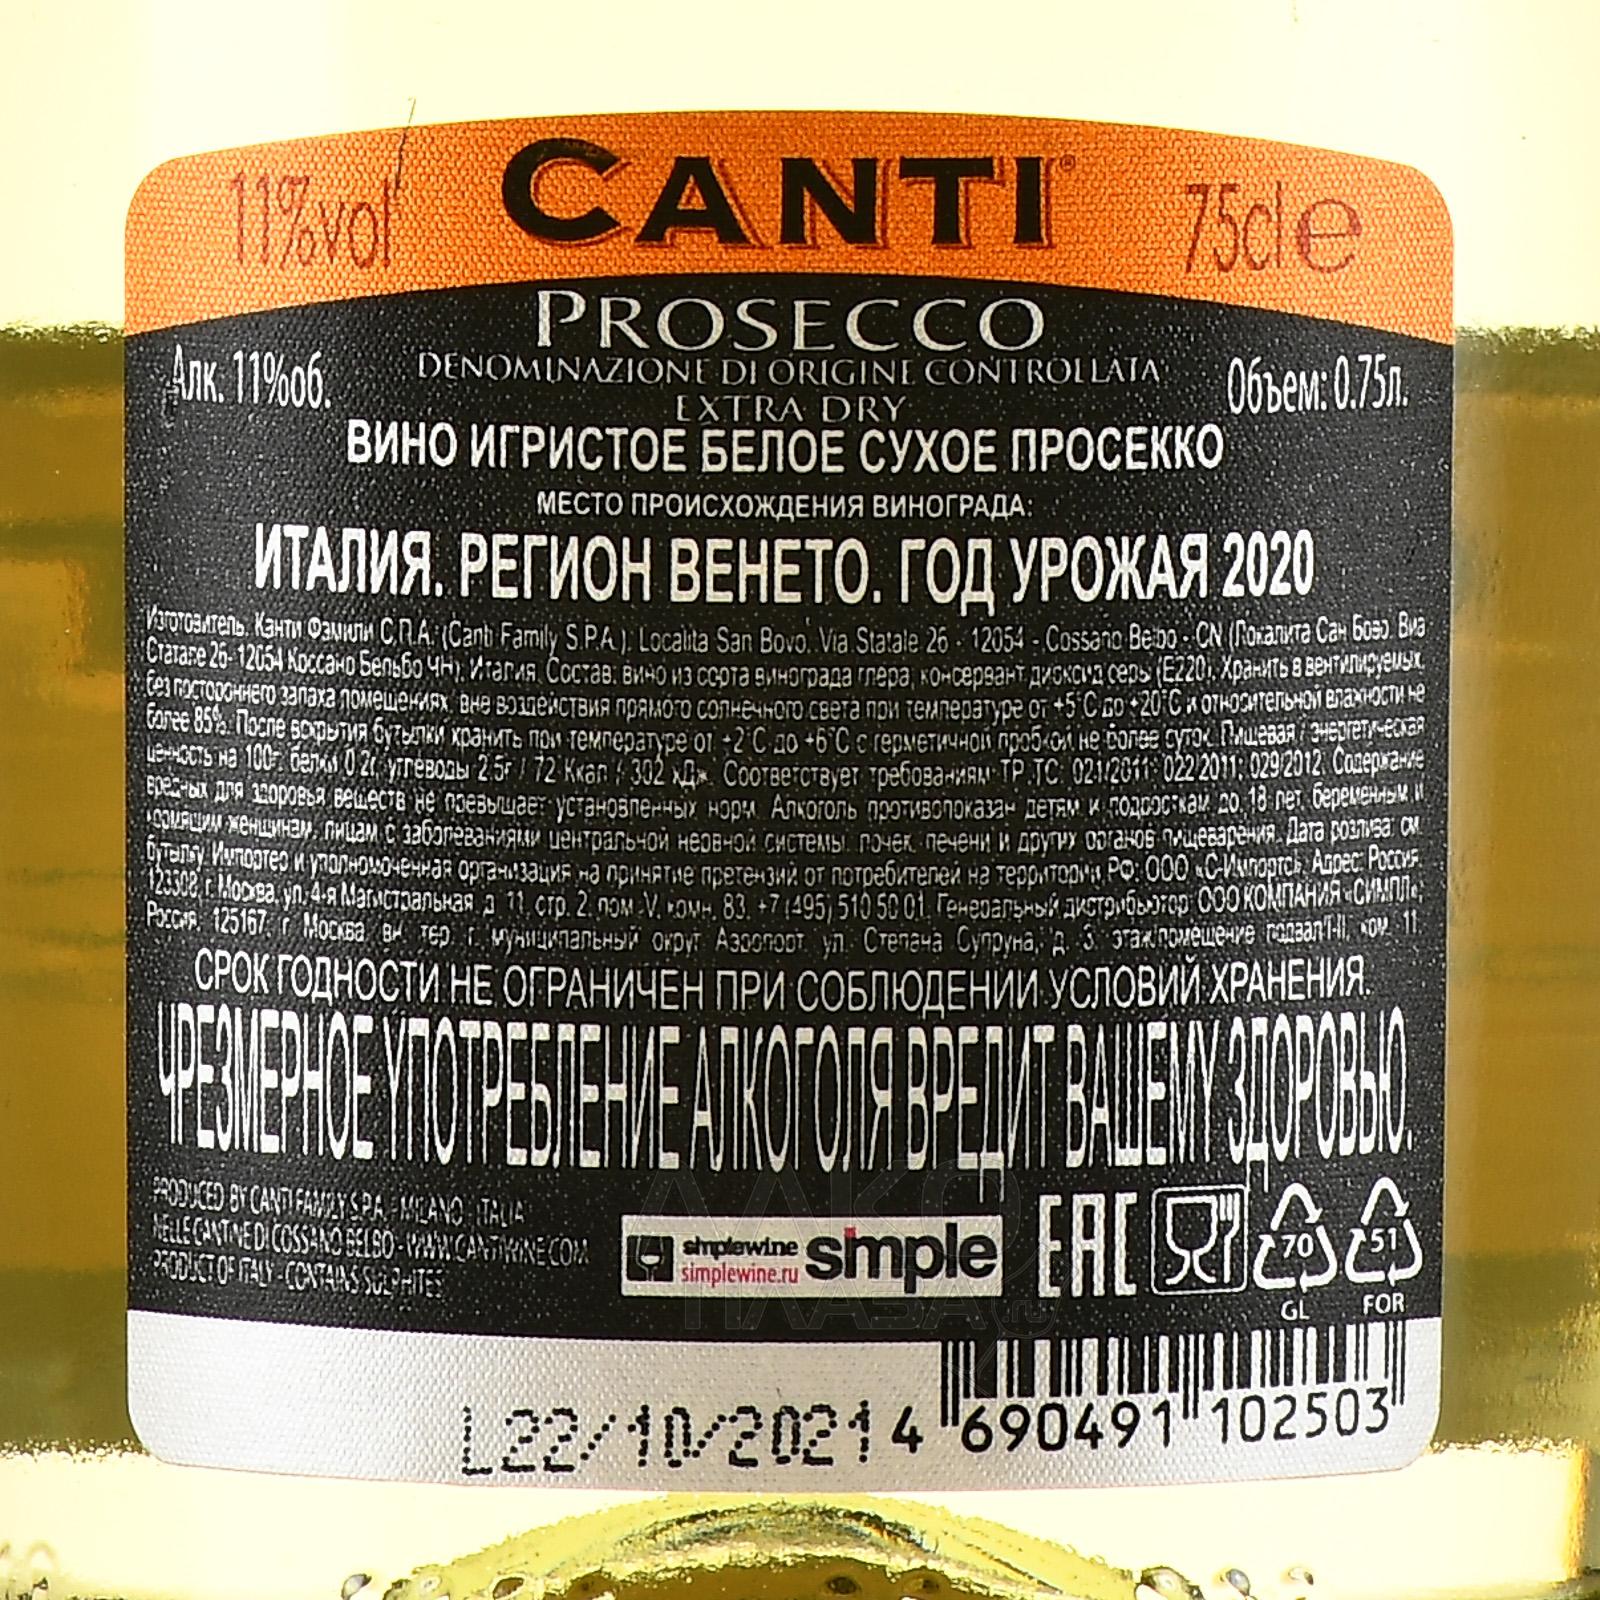 11%vol
CANTI®
75cl e
PROSECCO
DENOMINAZIONE DI ORIGINE CONTROLLATA
EXTRA DRY
Алк. 11%об.
Объем: 0.75л.
ВИНО ИГРИСТОЕ БЕЛОЕ СУХОЕ ПРОСЕККО
МЕСТО ПРОИСХОЖДЕНИЯ ВИНОГРАДА:
ИТАЛИЯ. РЕГИОН ВЕНЕТО. ГОД УРОЖАЯ 2020
Изготовитель: Канти Фэмили С.П.А. (Canti Family S.P.A.), Localita San Bovo, Via Statale 26 - 12054 - Cossano Belbo - CN (Локалита Сан Бово, Виа
Статале 26- 12054 Коссано Бельбо ЧН), Италия. Состав: вино из сорта винограда глера, консервант диоксид серы (Е220). Хранить в вентилируемых,
без постороннего запаха помещениях, вне воздействия прямого солнечного света при температуре от +5°С до +20°С и относительной влажности не
более 85%. После вскрытия бутылки хранить при температуре от +2°С до +6°С с герметичной пробкой не более суток. Пищевая / энергетическая
ценность на 100г: белки 0.2г, углеводы 2.5г / 72 Ккал / 302 кДж. Соответствует требованиям ТР ТС: 021/2011; 022/2011; 029/2012. Содержание
вредных для здоровья веществ не превышает установленных норм. Алкоголь противопоказан детям и подросткам до 18 лет, беременным и
кормящим женщинам, лицам с заболеваниями центральной нервной системы, почек, печени и других органов пищеварения. Дата розлива: см.
бутылку. Импортер и уполномоченная организация на принятие претензий от потребителей на территории РФ: ООО «С-Импортс», Адрес: Россия,
123308, г. Москва, ул. 4-я Магистральная, д. 11, стр. 2, пом. V, комн. 83, +7 (495) 510 50 01. Генеральный дистрибьютор: ООО КОМПАНИЯ «СИМПЛ»;
Россия, 125167, г. Москва, вн. тер. г. муниципальный округ Аэропорт, ул. Степана Супруна, д. 3, этаж/помещение подвал/I-II, ком. 11
СРОК ГОДНОСТИ НЕ ОГРАНИЧЕН ПРИ СОБЛЮДЕНИИ УСЛОВИЙ ХРАНЕНИЯ.
ЧРЕЗМЕРНОЕ УПОТРЕБЛЕНИЕ АЛКОГОЛЯ ВРЕДИТ ВАШЕМУ ЗДОРОВЬЮ.
PRODUCED BY CANTI FAMILY S.P.A. - MILANO - ITALIA
NELLE CANTINE DI COSSANO BELBO - WWW.CANTIWINE.COM
PRODUCT OF ITALY - CONTAINS SULPHITES
simplewine
simplewine.ru
simple
EAC
70
GL
51
FOR
АЛКО
ПЛАЗА.ru
L22/10/2021
4 690491 102503